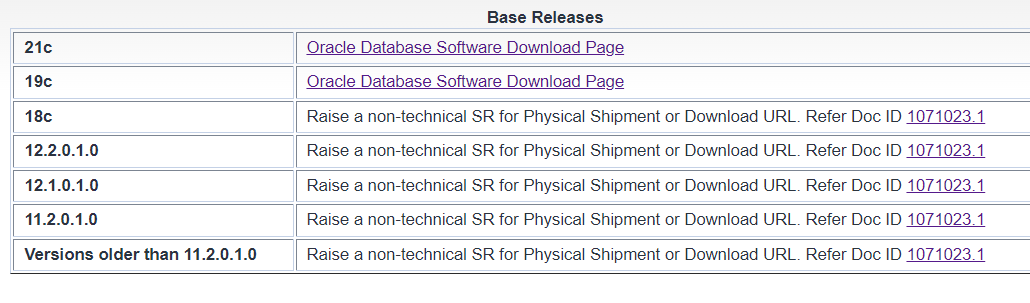 Base Releases
21c Oracle Database Software Download Page
19c Oracle Database Software Download Page
18c Raise a non-technical SR for Physical Shipment or Download URL. Refer Doc ID 1071023.1
12.2.0.1.0 Raise a non-technical SR for Physical Shipment or Download URL. Refer Doc ID 1071023.1
12.1.0.1.0 Raise a non-technical SR for Physical Shipment or Download URL. Refer Doc ID 1071023.1
11.2.0.1.0 Raise a non-technical SR for Physical Shipment or Download URL. Refer Doc ID 1071023.1
Versions older than 11.2.0.1.0 Raise a non-technical SR for Physical Shipment or Download URL. Refer Doc ID 1071023.1